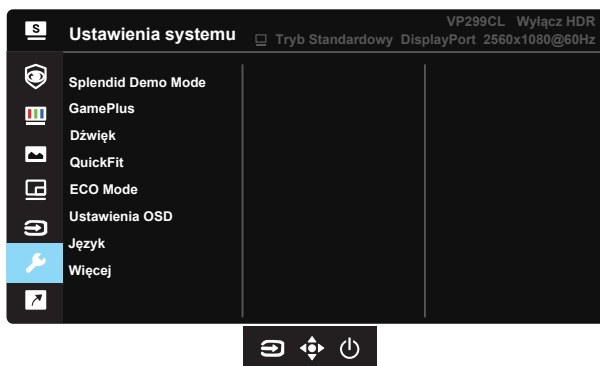 S
Ustawienia systemu
VP299CL Wyłącz HDR
Tryb Standardowy DisplayPort 2560x1080@60Hz
Splendid Demo Mode
GamePlus
Dźwięk
QuickFit
ECO Mode
Ustawienia OSD
Język
Więcej